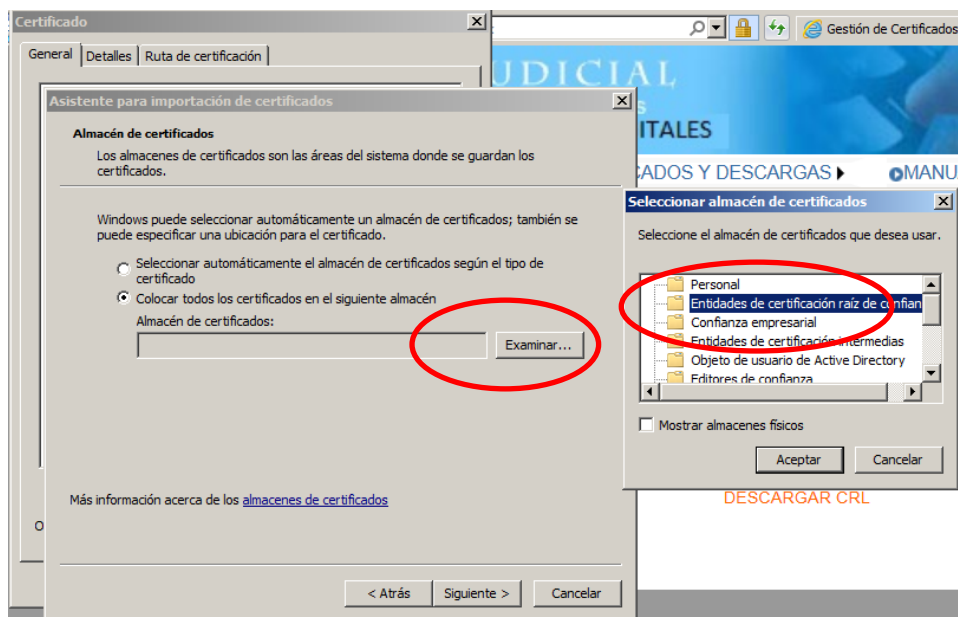 Certificado
Gestión de Certificados
General
Detalles
Ruta de certificación
UDICIAL
ITALES
ADOS Y DESCARGAS
MANU
Asistente para importación de certificados
Almacén de certificados
Los almacenes de certificados son las áreas del sistema donde se guardan los
certificados.
Windows puede seleccionar automáticamente un almacén de certificados; también se
puede especificar una ubicación para el certificado.
Seleccionar automáticamente el almacén de certificados según el tipo de
certificado
Colocar todos los certificados en el siguiente almacén
Almacén de certificados:
Examinar...
Más información acerca de los almacenes de certificados
< Atrás
Siguiente >
Cancelar
Seleccionar almacén de certificados
Seleccione el almacén de certificados que desea usar.
Personal
Entidades de certificación raíz de confian
Confianza empresarial
Entidades de certificación intermedias
Objeto de usuario de Active Directory
Editores de confianza
Mostrar almacenes físicos
Aceptar
Cancelar
DESCARGAR CRL